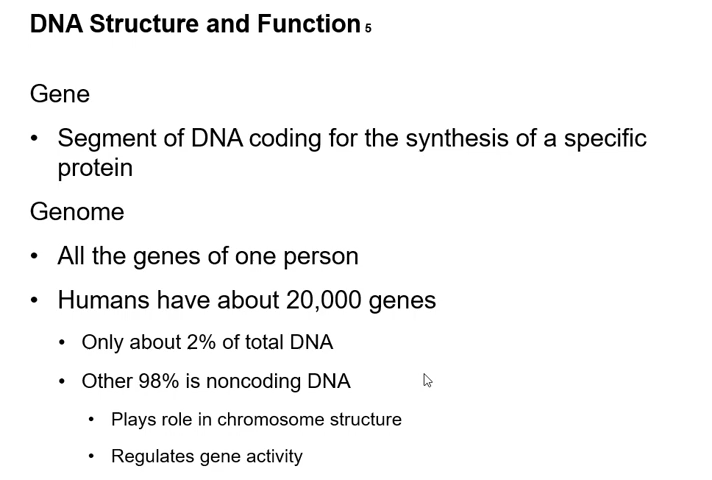 DNA Structure and Function 5
Gene
• Segment of DNA coding for the synthesis of a specific
protein
Genome
• All the genes of one person
• Humans have about 20,000 genes
• Only about 2% of total DNA
• Other 98% is noncoding DNA
• Plays role in chromosome structure
• Regulates gene activity